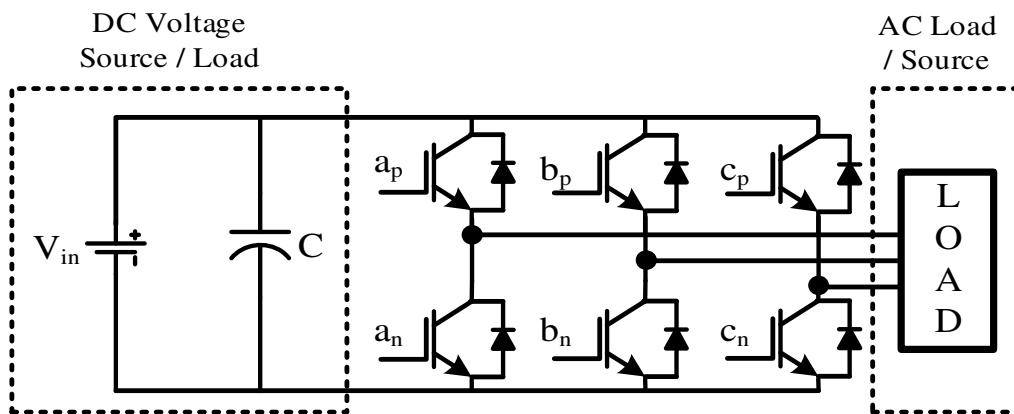 DC Voltage
Source / Load
AC Load
/ Source
a_p
b_p
c_p
V_in
+
C
a_n
b_n
c_n
L
O
A
D